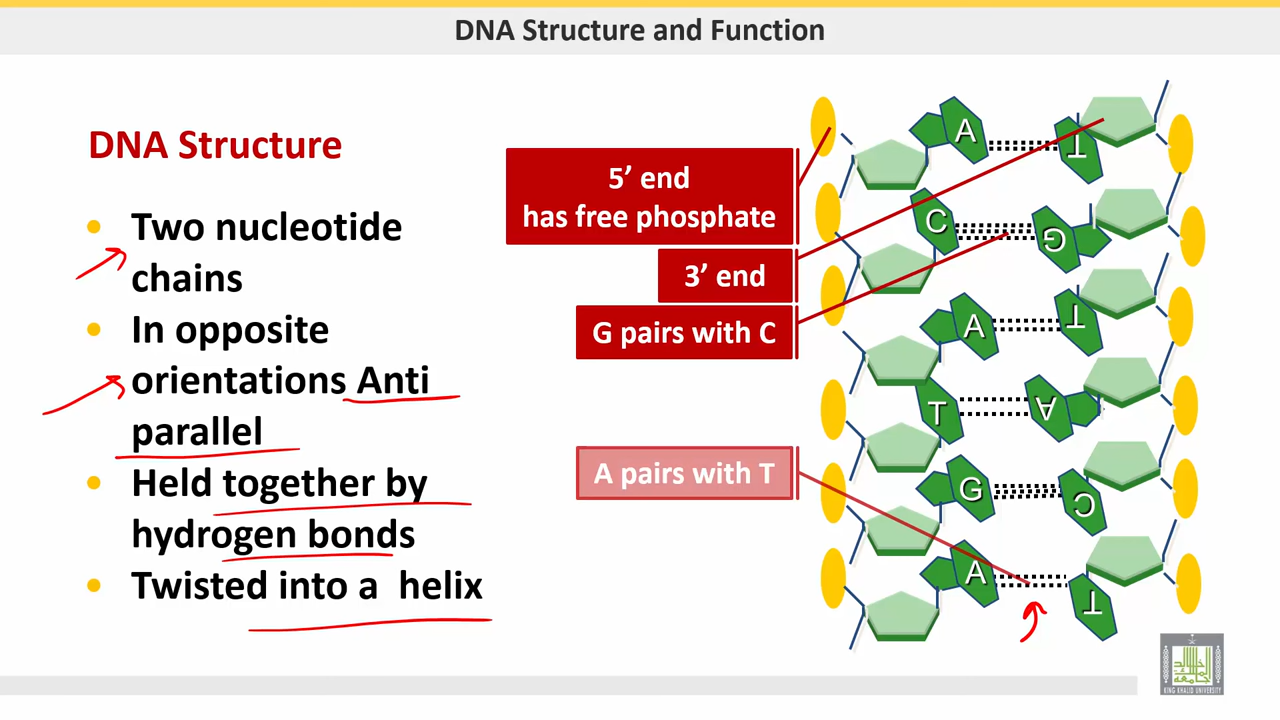 DNA Structure and Function
DNA Structure
Two nucleotide
chains
In opposite
orientations Anti
parallel
Held together by
hydrogen bonds
Twisted into a helix
5’ end
has free phosphate
3’ end
G pairs with C
A pairs with T
A T
C G
A T
T A
G C
A T
KING KHALID UNIVERSITY